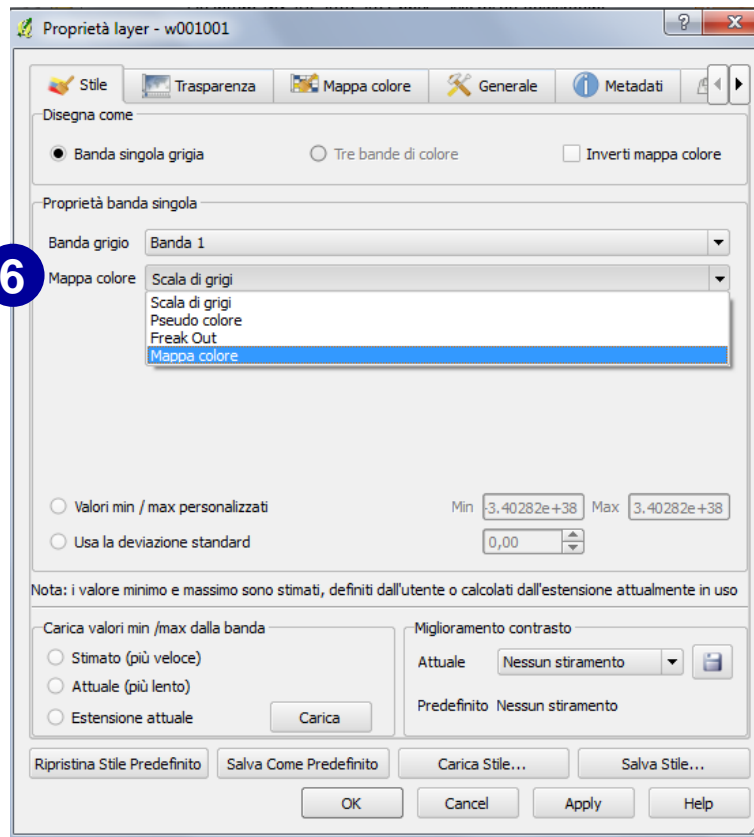 Proprietà layer - w001001
Stile Trasparenza Mappa colore Generale Metadati
Disegna come
Banda singola grigia Tre bande di colore Inverti mappa colore
Proprietà banda singola
Banda grigio Banda 1
6 Mappa colore Scala di grigi
Scala di grigi
Pseudo colore
Freak Out
Mappa colore
Valori min / max personalizzati Min -3.40282e+38 Max 3.40282e+38
Usa la deviazione standard 0,00
Nota: i valore minimo e massimo sono stimati, definiti dall'utente o calcolati dall'estensione attualmente in uso
Carica valori min /max dalla banda Miglioramento contrasto
Stimato (più veloce) Attuale Nessun stiramento
Attuale (più lento)
Estensione attuale Carica Predefinito Nessun stiramento
Ripristina Stile Predefinito Salva Come Predefinito Carica Stile... Salva Stile...
OK Cancel Apply Help